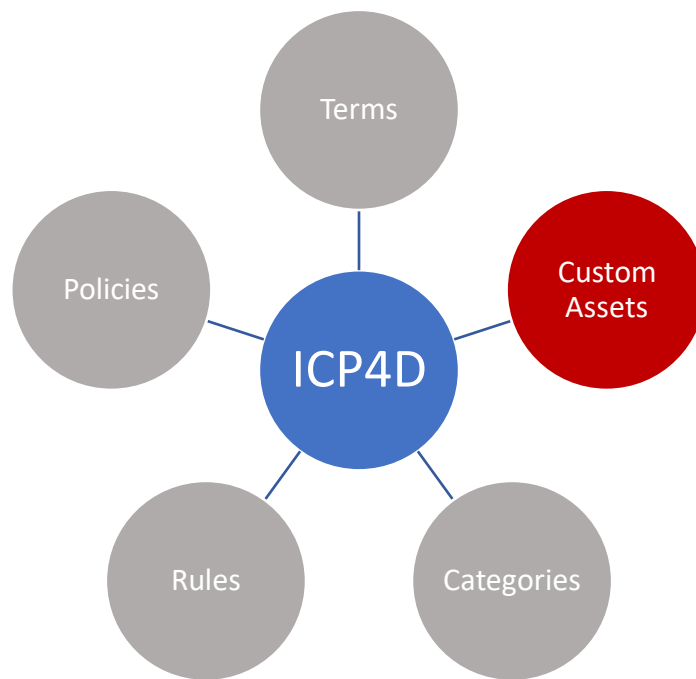 Terms
Policies
Custom
Assets
ICP4D
Rules
Categories